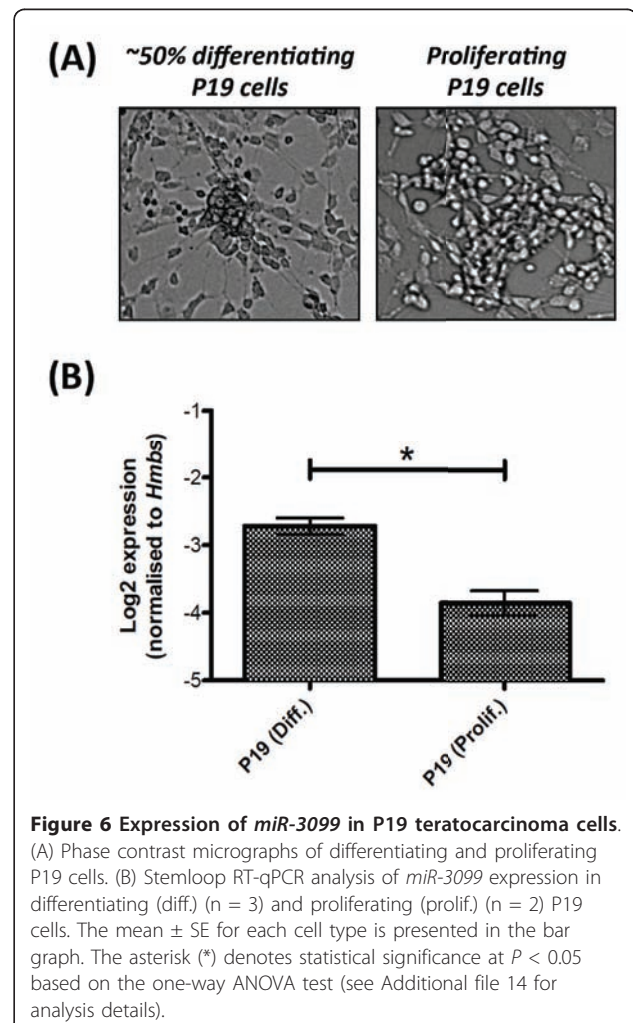 (A)
~50% differentiating
P19 cells
Proliferating
P19 cells
(B)
Log2 expression
(normalised to Hmbs)
-1
-2
-3
-4
-5
*
P19 (Diff.)
P19 (Prolif.)
Figure 6 Expression of miR-3099 in P19 teratocarcinoma cells.
(A) Phase contrast micrographs of differentiating and proliferating
P19 cells. (B) Stemloop RT-qPCR analysis of miR-3099 expression in
differentiating (diff.) (n = 3) and proliferating (prolif.) (n = 2) P19
cells. The mean ± SE for each cell type is presented in the bar
graph. The asterisk (*) denotes statistical significance at P < 0.05
based on the one-way ANOVA test (see Additional file 14 for
analysis details).